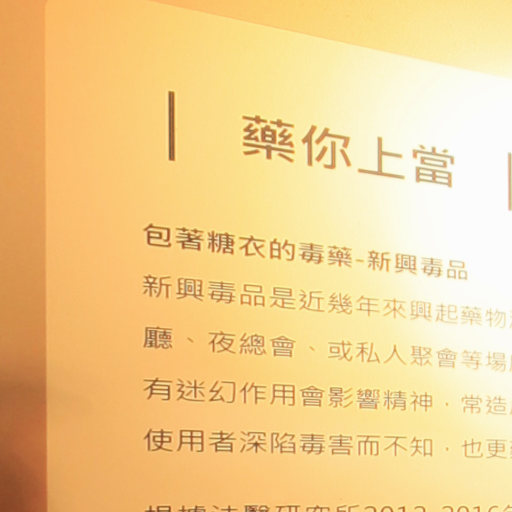 藥你上當
包著糖衣的毒藥-新興毒品
新興毒品是近幾年來興起藥物
廳、夜總會、或私人聚會等場
有迷幻作用會影響精神，常造
使用者深陷毒害而不知，也更